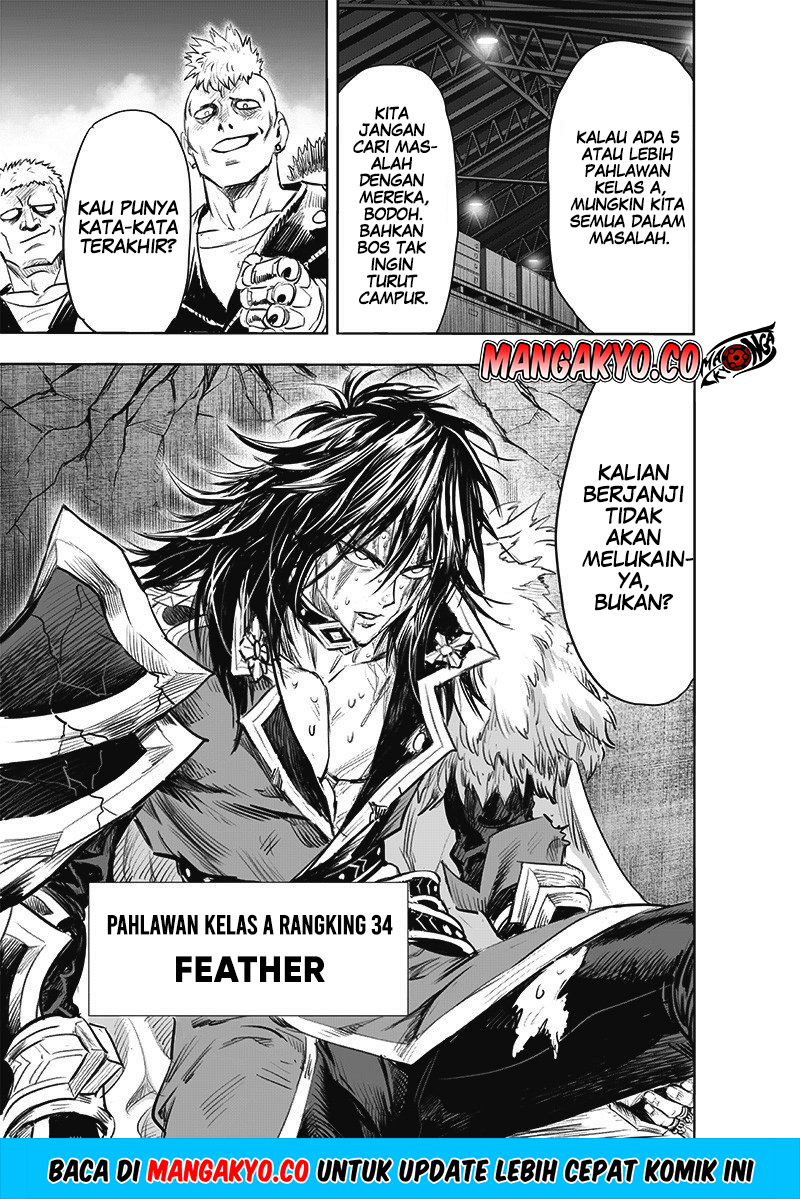 KALAU ADA 5
ATAU LEBIH
PAHLAWAN
KELAS A,
MUNGKIN KITA
SEMUA DALAM
MASALAH.
KITA
JANGAN
CARI MAS-
ALAH
DENGAN
MEREKA,
BODOH.
BAHKAN
BOS TAK
INGIN
TURUT
CAMPUR.
KAU PUNYA
KATA-KATA
TERAKHIR?
MANGAKYO.CO
MANGA
KYO
KALIAN
BERJANJI
TIDAK
AKAN
MELUKAIN-
YA,
BUKAN?
PAHLAWAN KELAS A RANGKING 34
FEATHER
BACA DI MANGAKYO.CO UNTUK UPDATE LEBIH CEPAT KOMIK INI